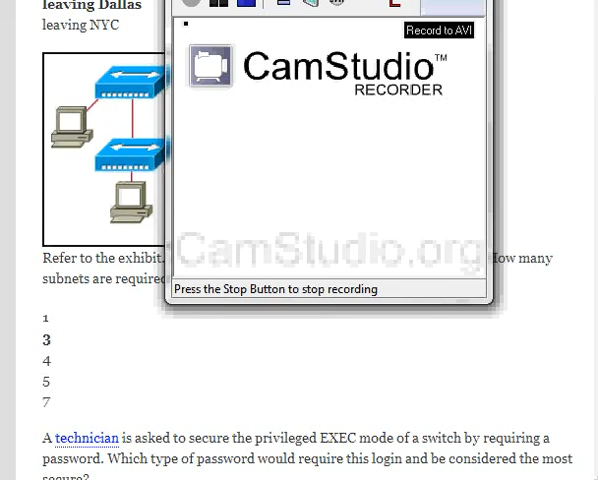 leaving Dallas
leaving NYC
Record to AVI
CamStudio™
RECORDER
CamStudio.org
Refer to the exhibit. How many
subnets are required
Press the Stop Button to stop recording
1
3
4
5
7
A technician is asked to secure the privileged EXEC mode of a switch by requiring a
password. Which type of password would require this login and be considered the most
secure?